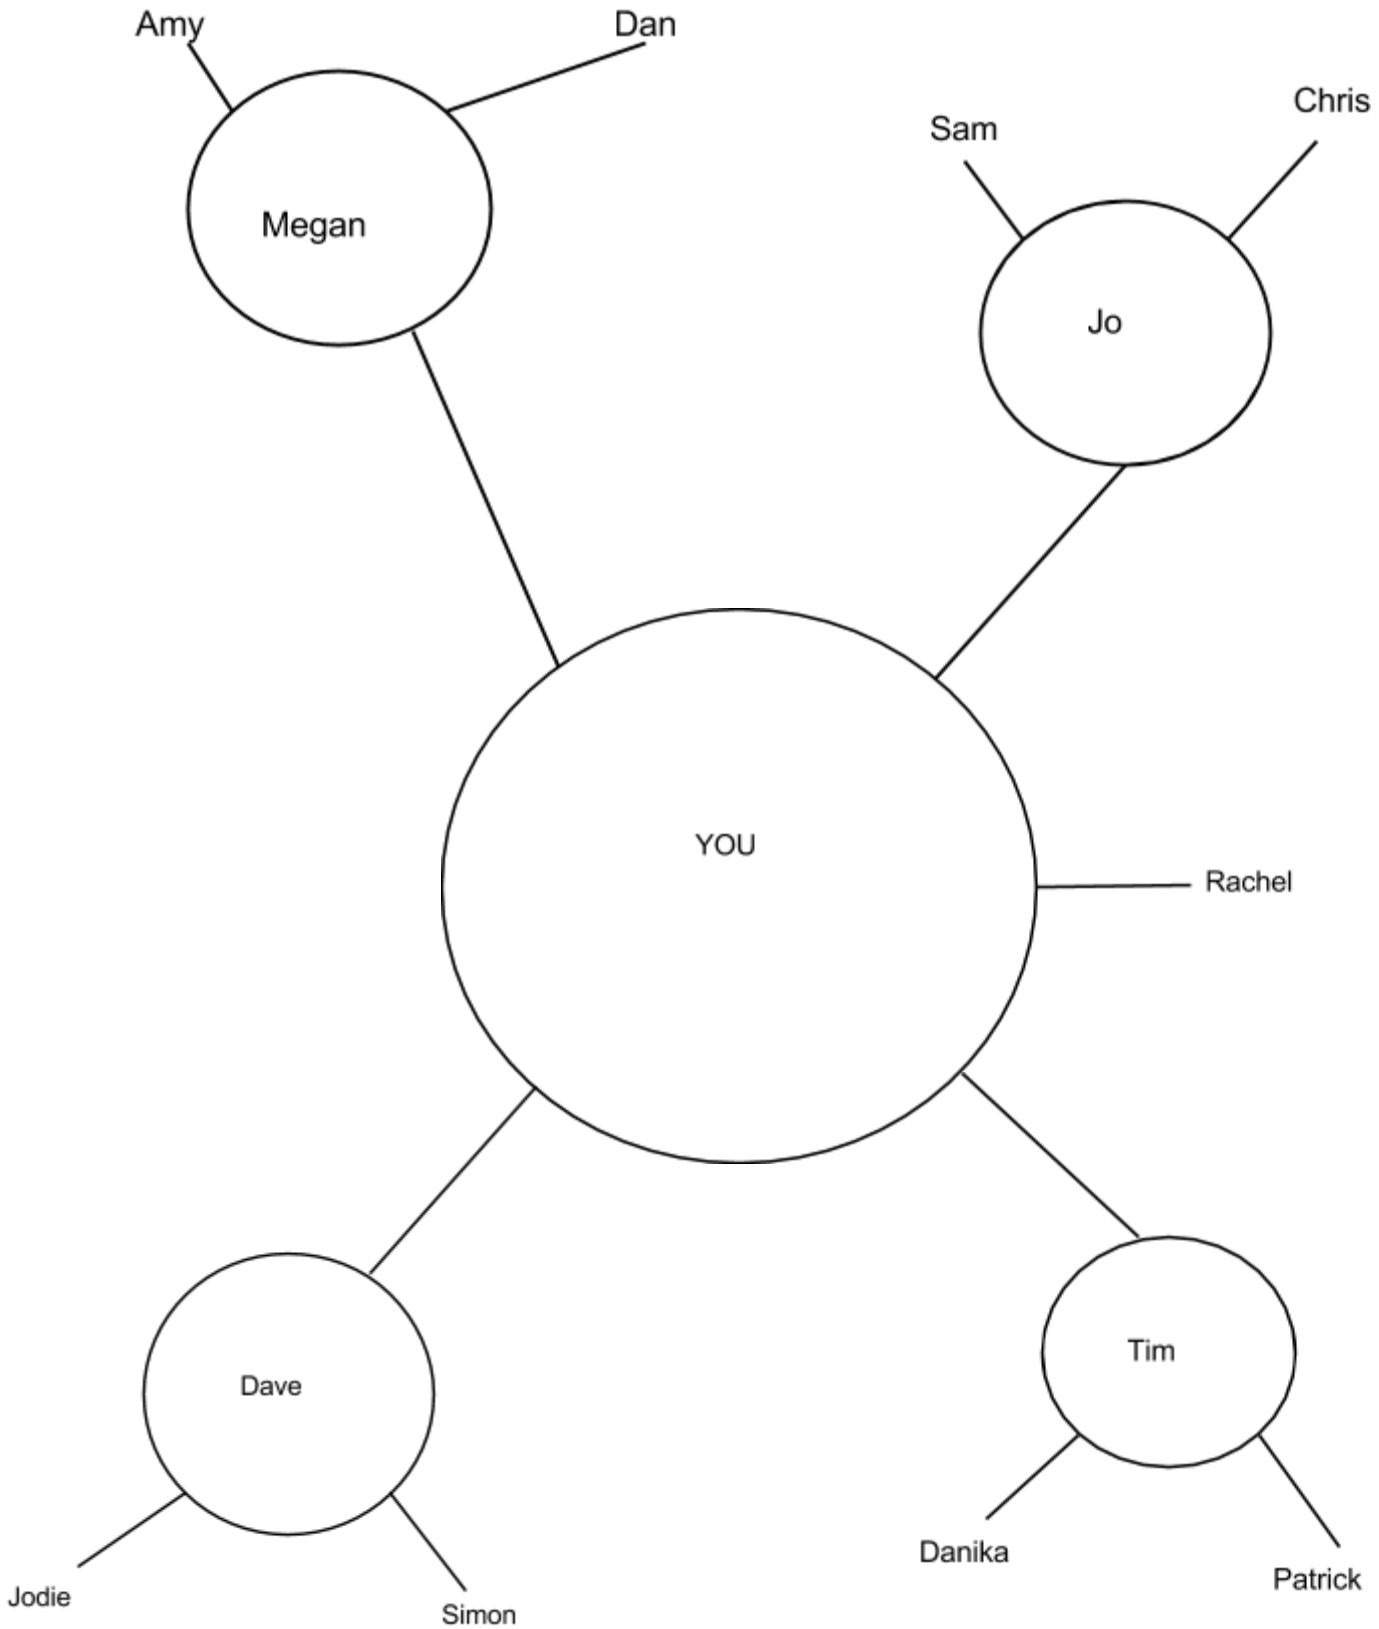 Amy
Dan
Chris
Sam
Megan
Jo
YOU
Rachel
Tim
Dave
Danika
Patrick
Jodie
Simon